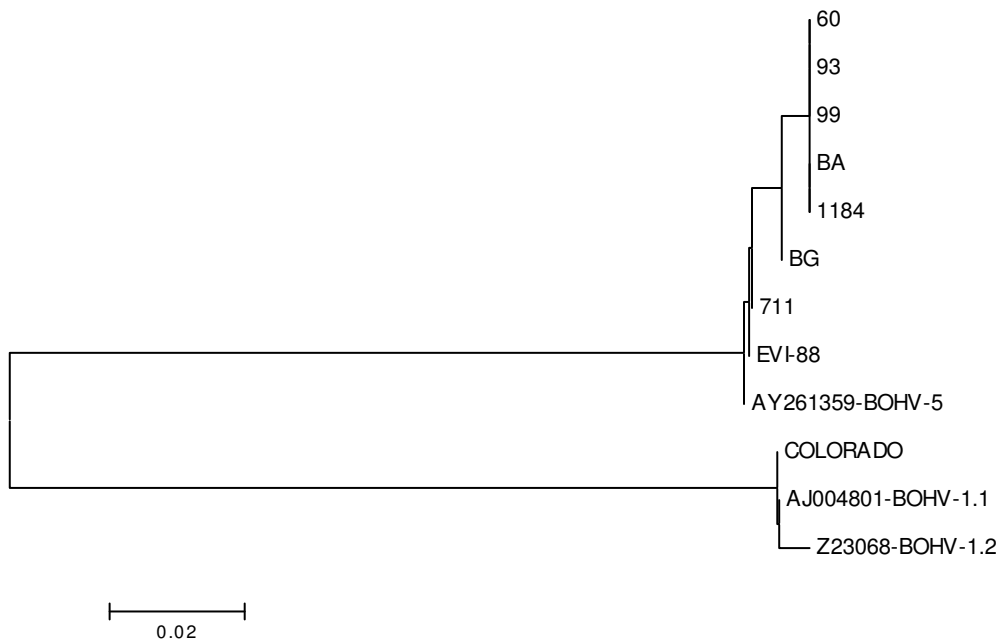 60
93
99
BA
1184
BG
711
EVI-88
AY261359-BOHV-5
COLORADO
AJ004801-BOHV-1.1
Z23068-BOHV-1.2
0.02